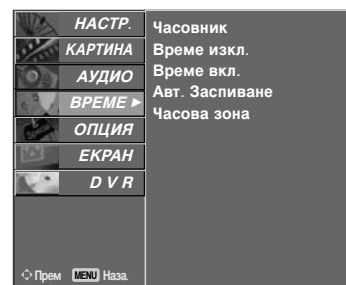 НАСТР.
КАРТИНА
АУДИО
ВРЕМЕ ►
ОПЦИЯ
ЕКРАН
D V R
Часовник
Време изкл.
Време вкл.
Авт. Заспиване
Часова зона
Прем MENU Наза.